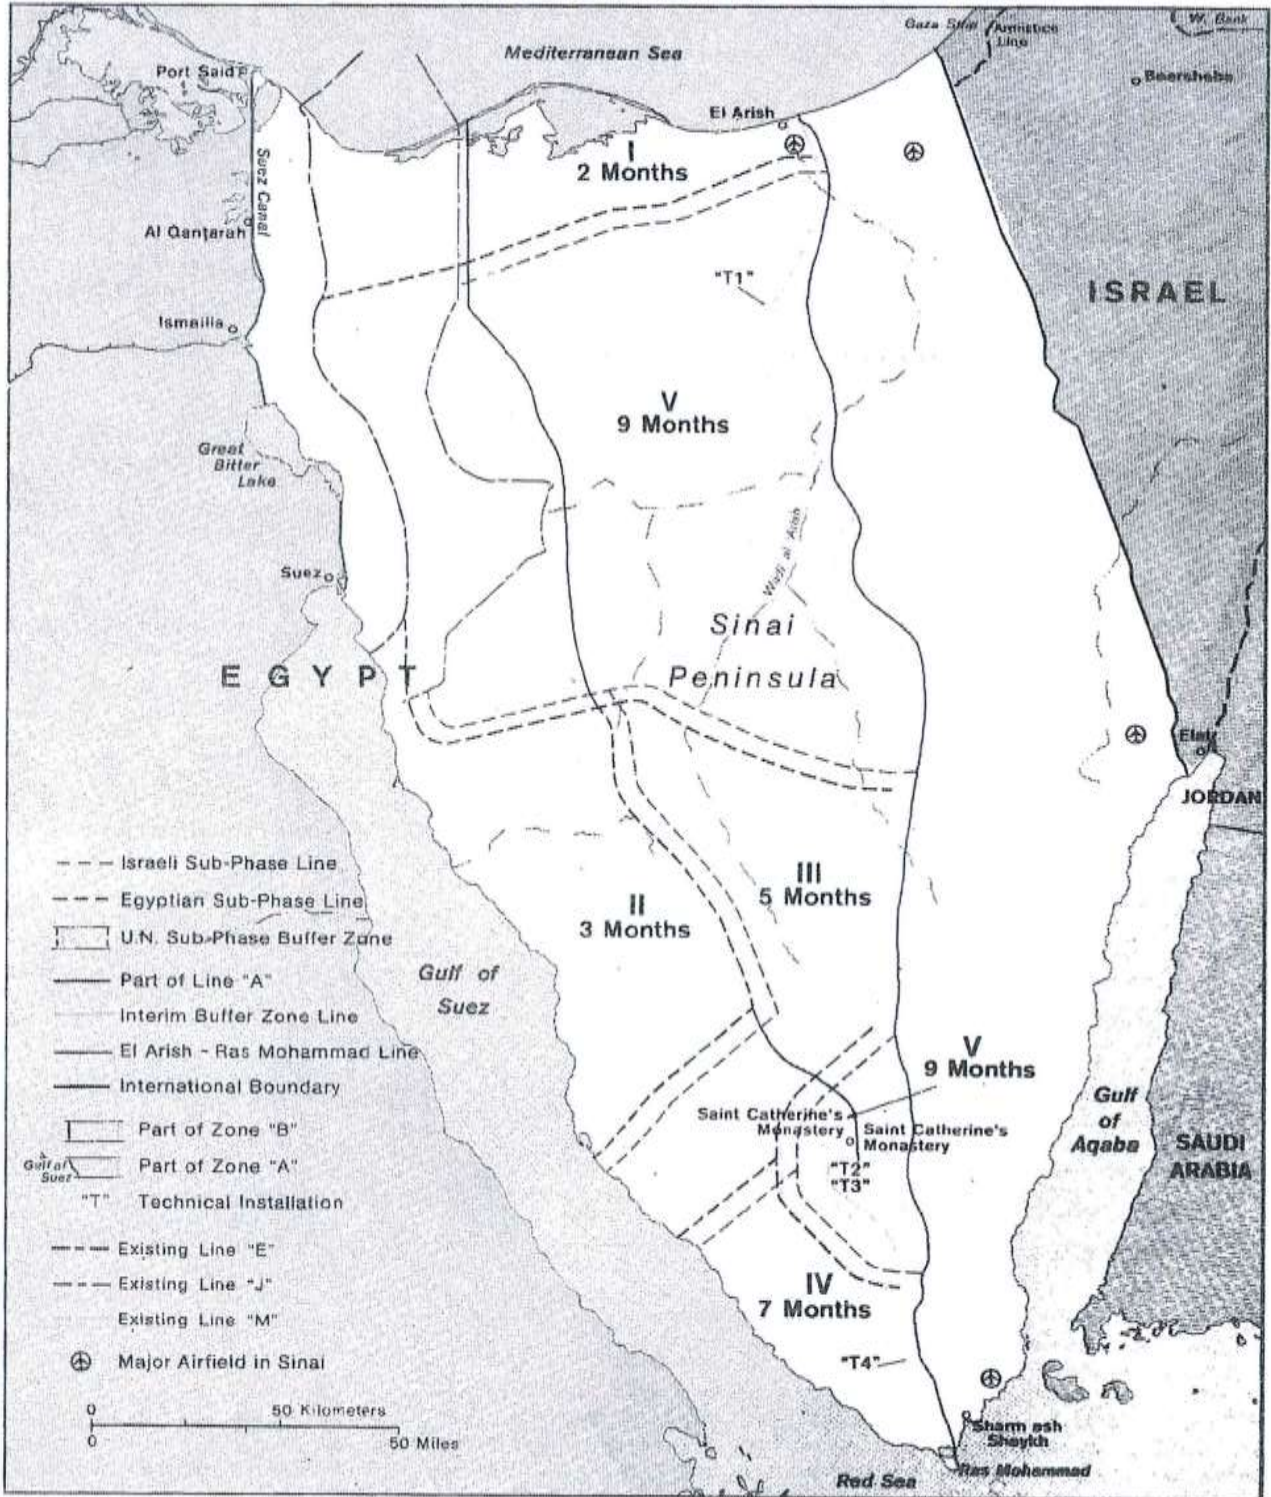 Mediterranean Sea
Gaza Strip
Armistice
Line
W. Bank
Port Said
Beersheba
El Arish
I
2 Months
Suez Canal
Al Qanţarah
"T1"
ISRAEL
Ismailia
V
9 Months
Great
Bitter
Lake
Wadi al 'Arish
Suez
Sinai
Peninsula
EGYPT
Elat
JORDAN
III
5 Months
II
3 Months
Gulf of
Suez
V
9 Months
Gulf
of
Aqaba
SAUDI
ARABIA
Saint Catherine's
Monastery
Saint Catherine's
Monastery
"T2"
"T3"
IV
7 Months
"T4"
Sharm ash
Shaykh
Ras Mohammad
Red Sea
Israeli Sub-Phase Line
Egyptian Sub-Phase Line
U.N. Sub-Phase Buffer Zone
Part of Line "A"
Interim Buffer Zone Line
El Arish - Ras Mohammad Line
International Boundary
Part of Zone "B"
Gulf of
Suez
Part of Zone "A"
"T" Technical Installation
Existing Line "E"
Existing Line "J"
Existing Line "M"
Major Airfield in Sinai
0 50 Kilometers
0 50 Miles